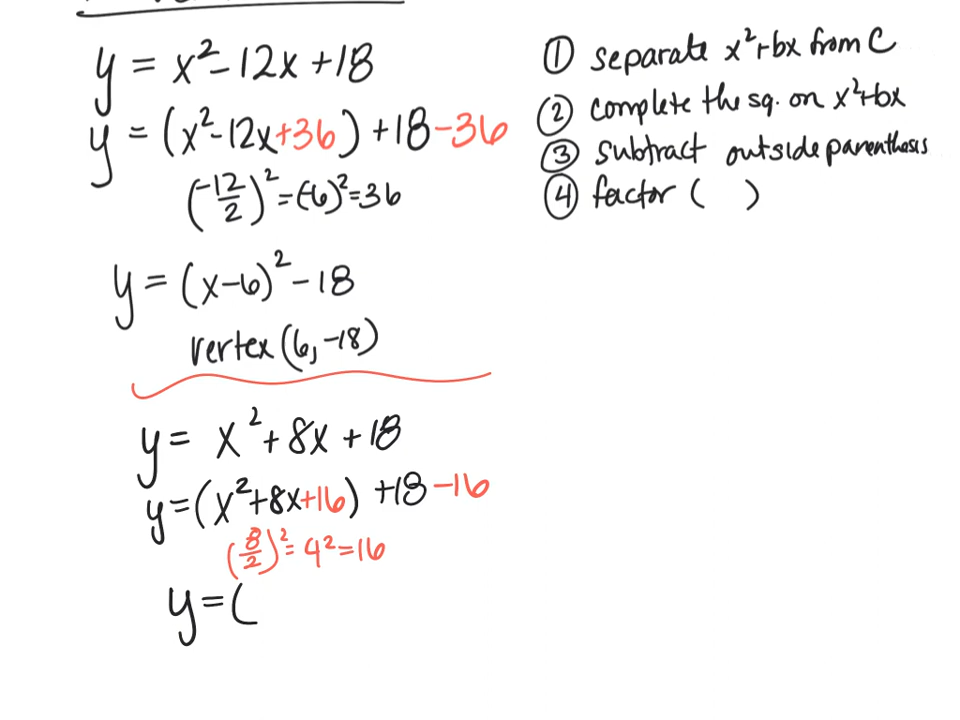 y = x² - 12x + 18
y = (x² - 12x + 36) + 18 - 36
(-12/2)² = (-6)² = 36
y = (x - 6)² - 18
vertex (6, -18)
y = x² + 8x + 18
y = (x² + 8x + 16) + 18 - 16
(8/2)² = 4² = 16
y = (
① separate x² + bx from C
② complete the sq. on x² + bx
③ subtract outside parenthesis
④ factor ( )